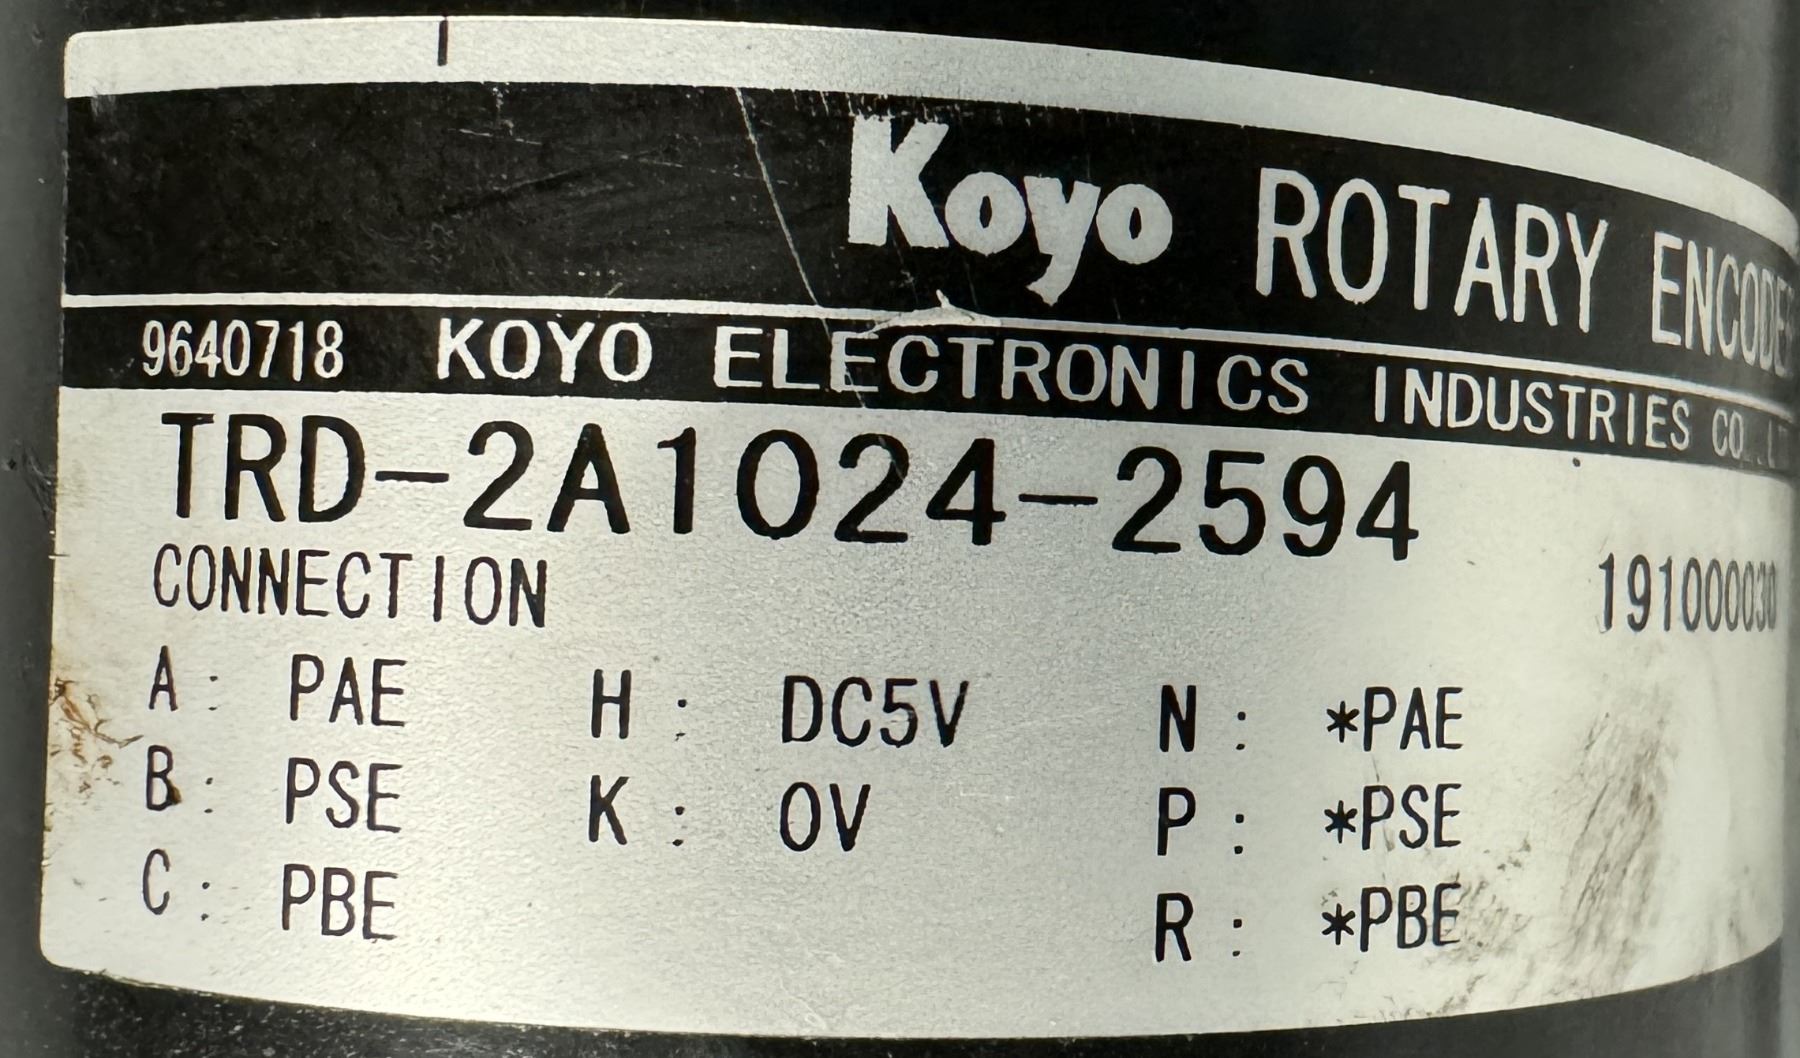 Koyo ROTARY ENCODER
9640718 KOYO ELECTRONICS INDUSTRIES CO.,LT
TRD-2A1024-2594
CONNECTION
191000030
A: PAE H: DC5V N: *PAE
B: PSE K: 0V P: *PSE
C: PBE R: *PBE